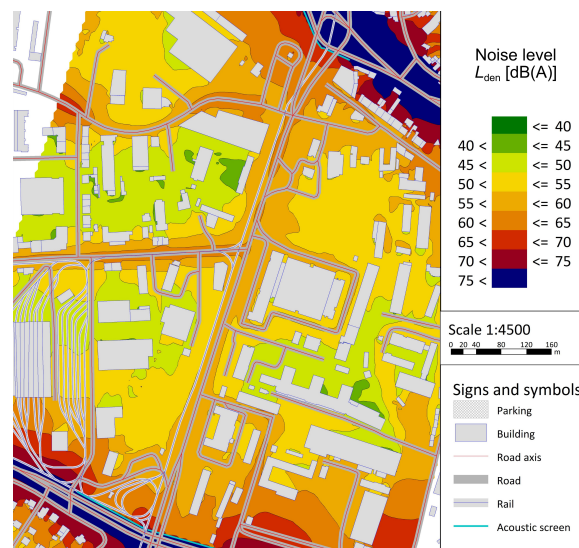 Noise level
Lden [dB(A)]
<= 40
40 < <= 45
45 < <= 50
50 < <= 55
55 < <= 60
60 < <= 65
65 < <= 70
70 < <= 75
75 <
Scale 1:4500
0 20 40 60 80 120 160
m
Signs and symbols
Parking
Building
Road axis
Road
Rail
Acoustic screen